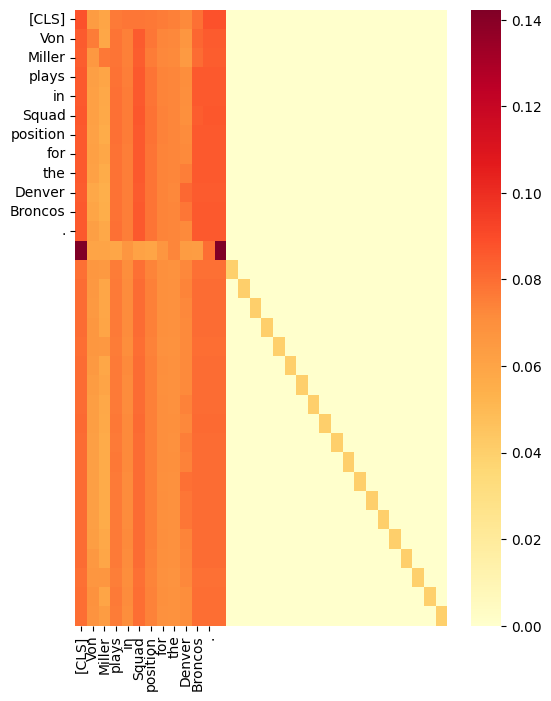 [CLS]
Von
Miller
plays
in
Squad
position
for
the
Denver
Broncos
.
0.14
0.12
0.10
0.08
0.06
0.04
0.02
0.00
[CLS]
Von
Miller
plays
in
Squad
position
for
the
Denver
Broncos
.